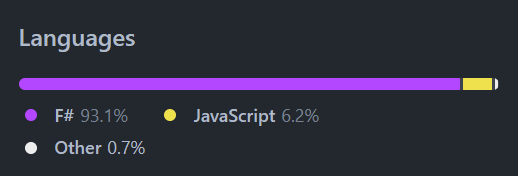 Languages
F# 93.1% JavaScript 6.2%
Other 0.7%